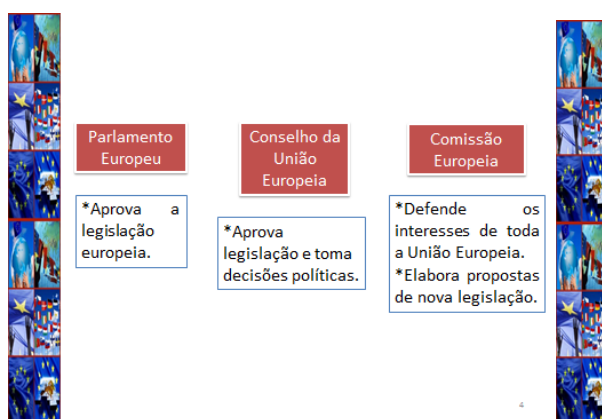 Parlamento
Europeu
*Aprova a
legislação
europeia.
Conselho da
União
Europeia
*Aprova
legislação e toma
decisões políticas.
Comissão
Europeia
*Defende os
interesses de toda
a União Europeia.
*Elabora propostas
de nova legislação.
4